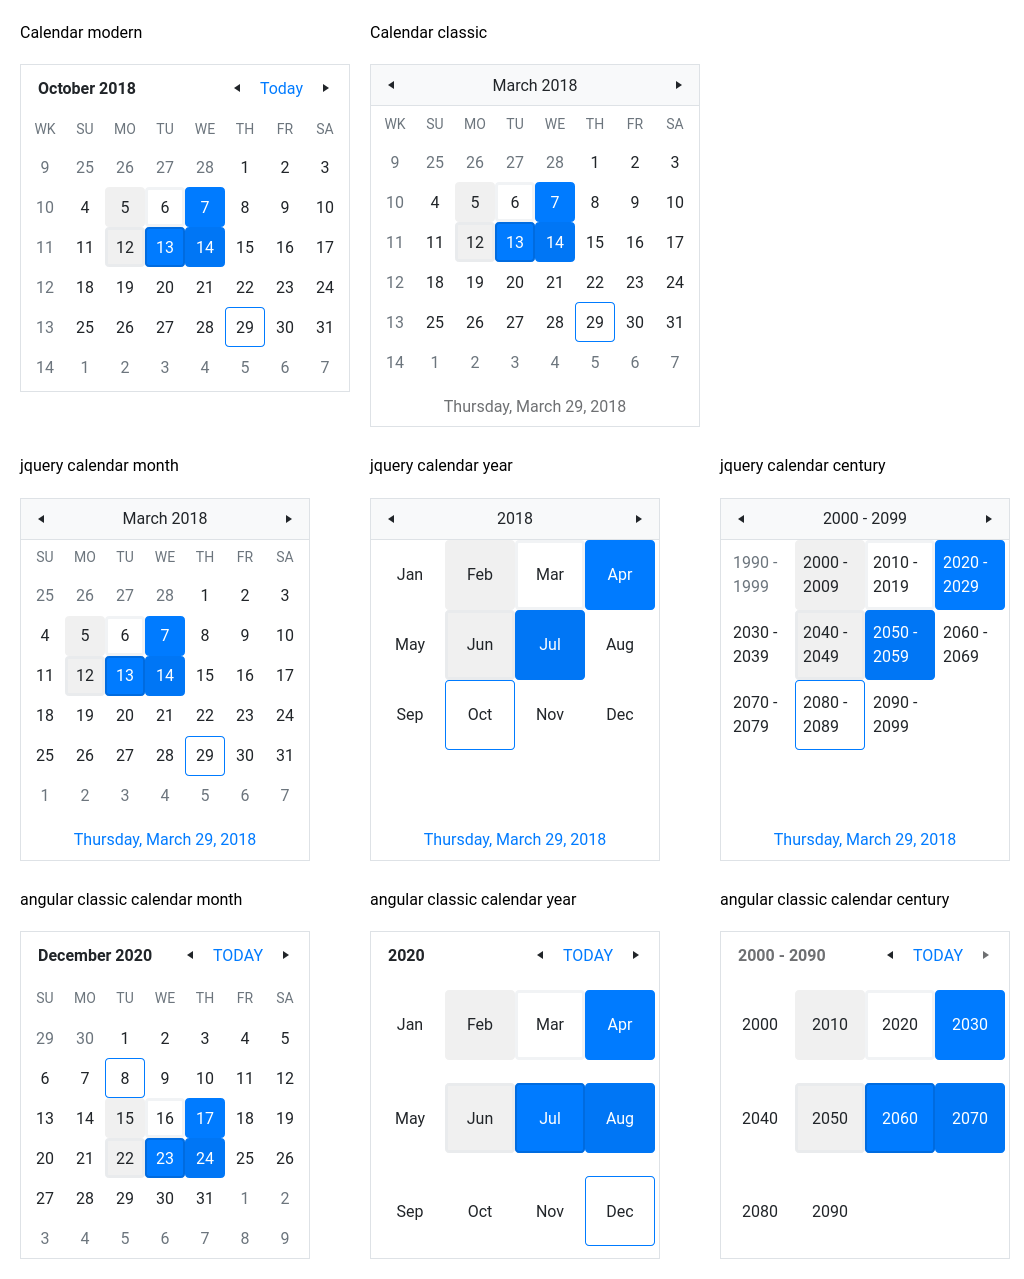 Calendar modern
Calendar classic
October 2018 Today
WK SU MO TU WE TH FR SA
9 25 26 27 28 1 2 3
10 4 5 6 7 8 9 10
11 11 12 13 14 15 16 17
12 18 19 20 21 22 23 24
13 25 26 27 28 29 30 31
14 1 2 3 4 5 6 7
March 2018
WK SU MO TU WE TH FR SA
9 25 26 27 28 1 2 3
10 4 5 6 7 8 9 10
11 11 12 13 14 15 16 17
12 18 19 20 21 22 23 24
13 25 26 27 28 29 30 31
14 1 2 3 4 5 6 7
Thursday, March 29, 2018
jquery calendar month
jquery calendar year
jquery calendar century
March 2018
SU MO TU WE TH FR SA
25 26 27 28 1 2 3
4 5 6 7 8 9 10
11 12 13 14 15 16 17
18 19 20 21 22 23 24
25 26 27 28 29 30 31
1 2 3 4 5 6 7
Thursday, March 29, 2018
2018
Jan Feb Mar Apr
May Jun Jul Aug
Sep Oct Nov Dec
Thursday, March 29, 2018
2000 - 2099
1990 - 2000 - 2010 - 2020 -
1999 2009 2019 2029
2030 - 2040 - 2050 - 2060 -
2039 2049 2059 2069
2070 - 2080 - 2090 -
2079 2089 2099
Thursday, March 29, 2018
angular classic calendar month
angular classic calendar year
angular classic calendar century
December 2020 TODAY
SU MO TU WE TH FR SA
29 30 1 2 3 4 5
6 7 8 9 10 11 12
13 14 15 16 17 18 19
20 21 22 23 24 25 26
27 28 29 30 31 1 2
3 4 5 6 7 8 9
2020 TODAY
Jan Feb Mar Apr
May Jun Jul Aug
Sep Oct Nov Dec
2000 - 2090 TODAY
2000 2010 2020 2030
2040 2050 2060 2070
2080 2090